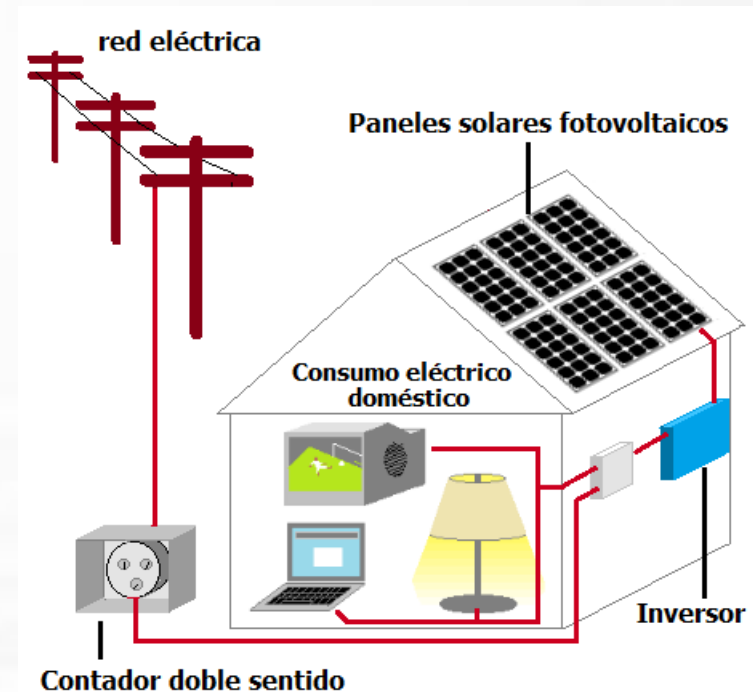 red eléctrica
Paneles solares fotovoltaicos
Consumo eléctrico
doméstico
Inversor
Contador doble sentido